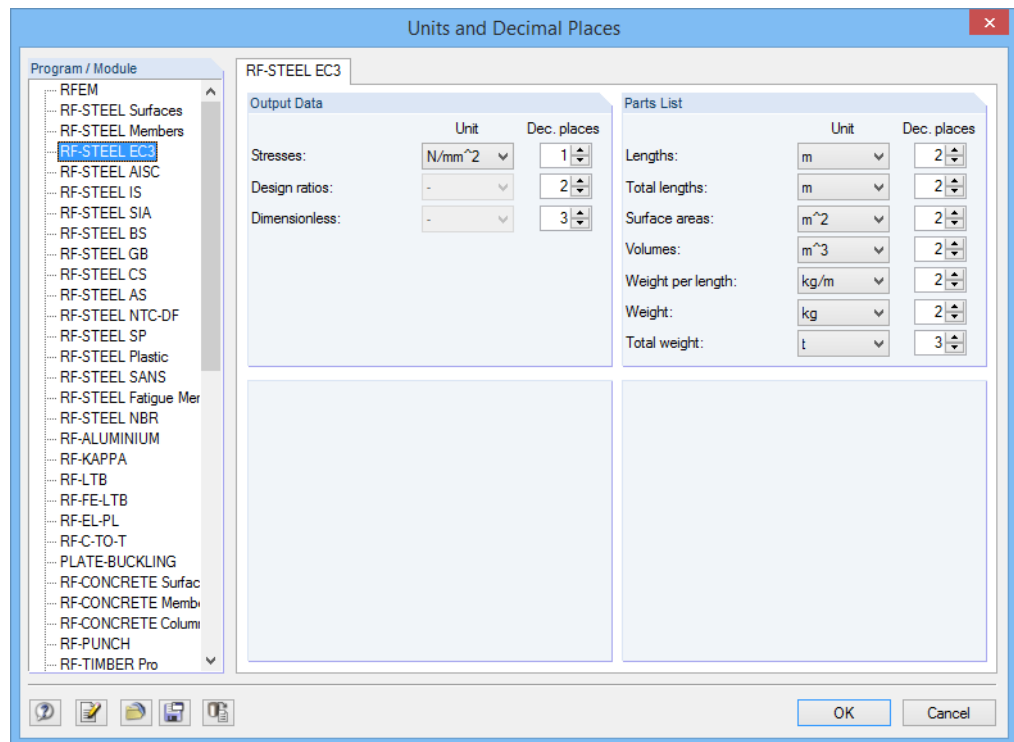 Units and Decimal Places
Program / Module
RFEM
RF-STEEL Surfaces
RF-STEEL Members
RF-STEEL EC3
RF-STEEL AISC
RF-STEEL IS
RF-STEEL SIA
RF-STEEL BS
RF-STEEL GB
RF-STEEL CS
RF-STEEL AS
RF-STEEL NTC-DF
RF-STEEL SP
RF-STEEL Plastic
RF-STEEL SANS
RF-STEEL Fatigue Mer
RF-STEEL NBR
RF-ALUMINIUM
RF-KAPPA
RF-LTB
RF-FE-LTB
RF-EL-PL
RF-C-TO-T
PLATE-BUCKLING
RF-CONCRETE Surfac
RF-CONCRETE Memb
RF-CONCRETE Colum
RF-PUNCH
RF-TIMBER Pro
RF-STEEL EC3
Output Data
Unit Dec. places
Stresses: N/mm^2 1
Design ratios: - 2
Dimensionless: - 3
Parts List
Unit Dec. places
Lengths: m 2
Total lengths: m 2
Surface areas: m^2 2
Volumes: m^3 2
Weight per length: kg/m 2
Weight: kg 2
Total weight: t 3
OK Cancel